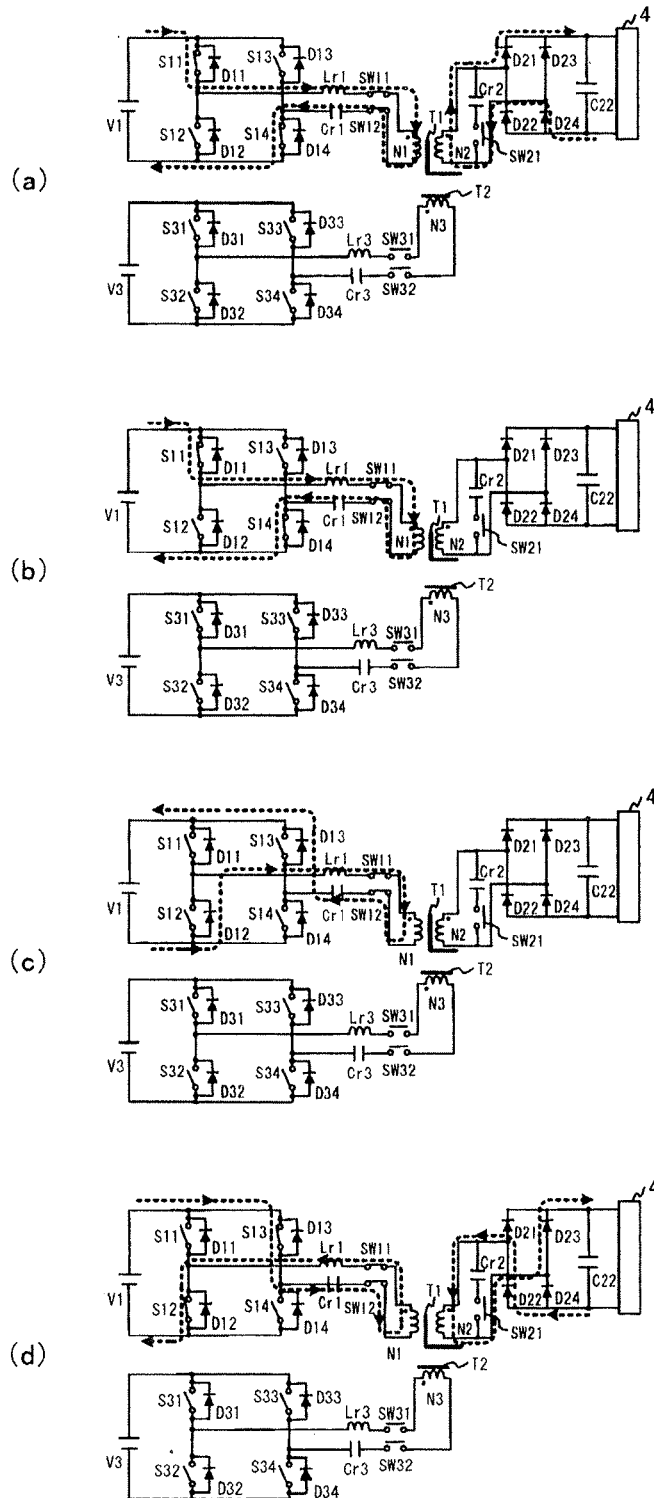 4
S11
D11
S13
D13
Lr1
SW11
V1
S12
D12
S14
D14
Cr1
SW12
N1
T1
N2
Cr2
SW21
D21
D23
D22
D24
C22
(a)
T2
N3
S31
D31
S33
D33
Lr3
SW31
V3
S32
D32
S34
D34
Cr3
SW32
4
S11
D11
S13
D13
Lr1
SW11
V1
S12
D12
S14
D14
Cr1
SW12
N1
T1
N2
Cr2
SW21
D21
D23
D22
D24
C22
(b)
T2
N3
S31
D31
S33
D33
Lr3
SW31
V3
S32
D32
S34
D34
Cr3
SW32
4
S11
D11
S13
D13
Lr1
SW11
V1
S12
D12
S14
D14
Cr1
SW12
N1
T1
N2
Cr2
SW21
D21
D23
D22
D24
C22
(c)
T2
N3
S31
D31
S33
D33
Lr3
SW31
V3
S32
D32
S34
D34
Cr3
SW32
4
S11
D11
S13
D13
Lr1
SW11
V1
S12
D12
S14
D14
Cr1
SW12
N1
T1
N2
Cr2
SW21
D21
D23
D22
D24
C22
(d)
T2
N3
S31
D31
S33
D33
Lr3
SW31
V3
S32
D32
S34
D34
Cr3
SW32